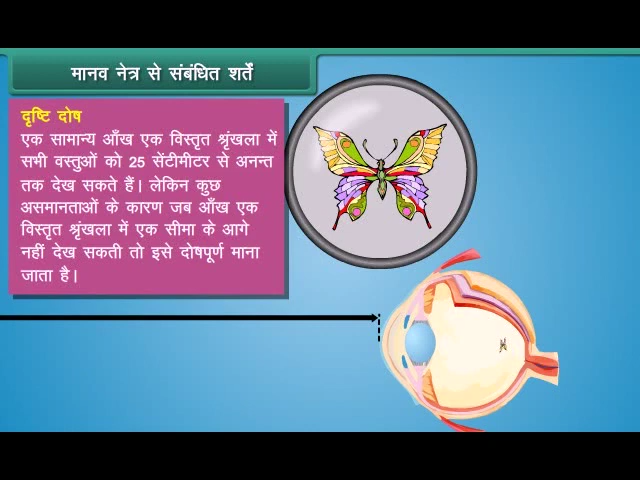 मानव नेत्र से संबंधित शर्तें
दृष्टि दोष
एक सामान्य आँख एक विस्तृत श्रृंखला में
सभी वस्तुओं को 25 सेंटीमीटर से अनन्त
तक देख सकते हैं। लेकिन कुछ
असमानताओं के कारण जब आँख एक
विस्तृत श्रृंखला में एक सीमा के आगे
नहीं देख सकती तो इसे दोषपूर्ण माना
जाता है।